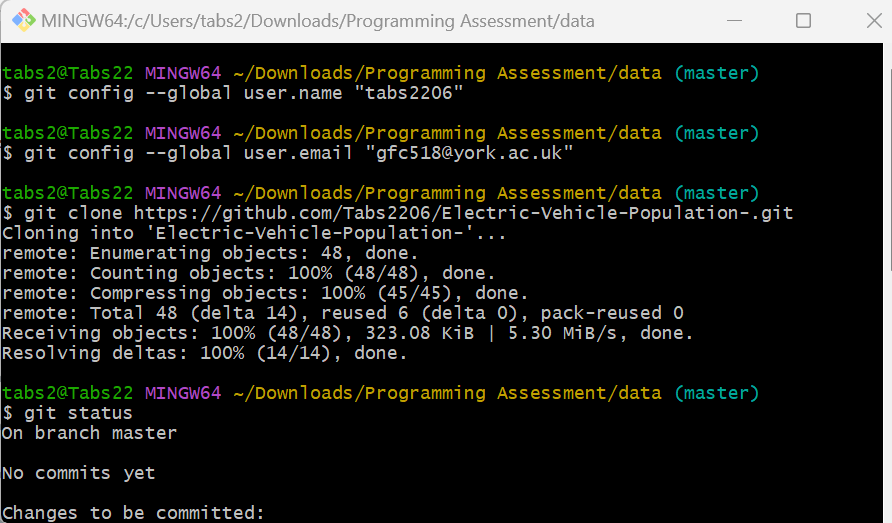 MINGW64:/c/Users/tabs2/Downloads/Programming Assessment/data
tabs2@Tabs22 MINGW64 ~/Downloads/Programming Assessment/data (master)
$ git config --global user.name "tabs2206"
tabs2@Tabs22 MINGW64 ~/Downloads/Programming Assessment/data (master)
$ git config --global user.email "gfc518@york.ac.uk"
tabs2@Tabs22 MINGW64 ~/Downloads/Programming Assessment/data (master)
$ git clone https://github.com/Tabs2206/Electric-Vehicle-Population-.git
Cloning into 'Electric-Vehicle-Population-'...
remote: Enumerating objects: 48, done.
remote: Counting objects: 100% (48/48), done.
remote: Compressing objects: 100% (45/45), done.
remote: Total 48 (delta 14), reused 6 (delta 0), pack-reused 0
Receiving objects: 100% (48/48), 323.08 KiB | 5.30 MiB/s, done.
Resolving deltas: 100% (14/14), done.
tabs2@Tabs22 MINGW64 ~/Downloads/Programming Assessment/data (master)
$ git status
On branch master
No commits yet
Changes to be committed: